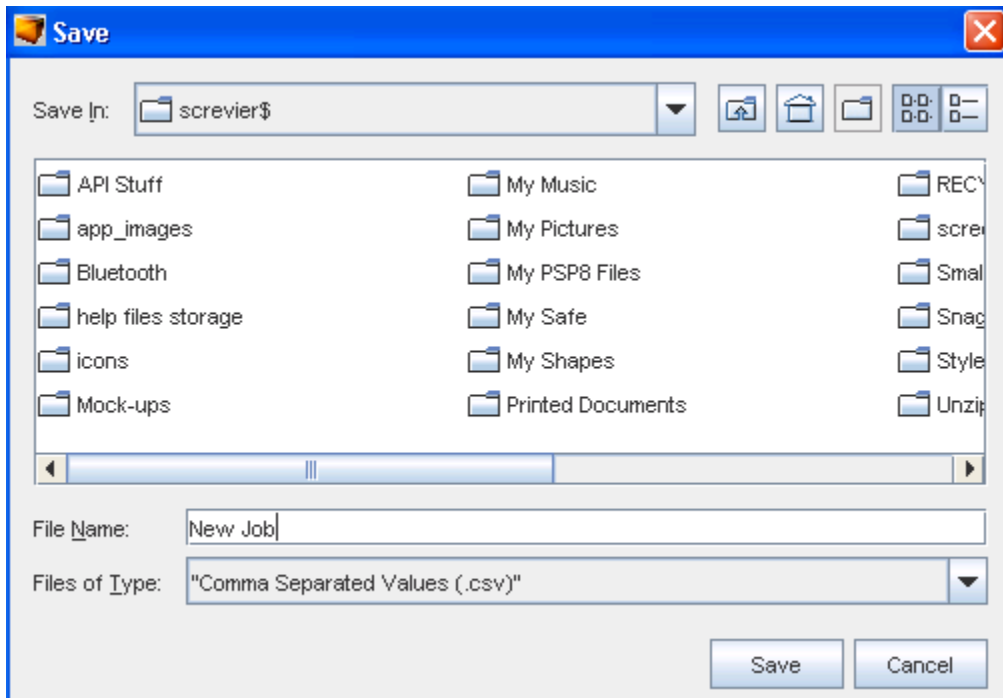 Save
Save In: screvier$
API Stuff My Music
app_images My Pictures
Bluetooth My PSP8 Files
help files storage My Safe
icons My Shapes
Mock-ups Printed Documents
File Name: New Job
Files of Type: "Comma Separated Values (.csv)"
Save Cancel